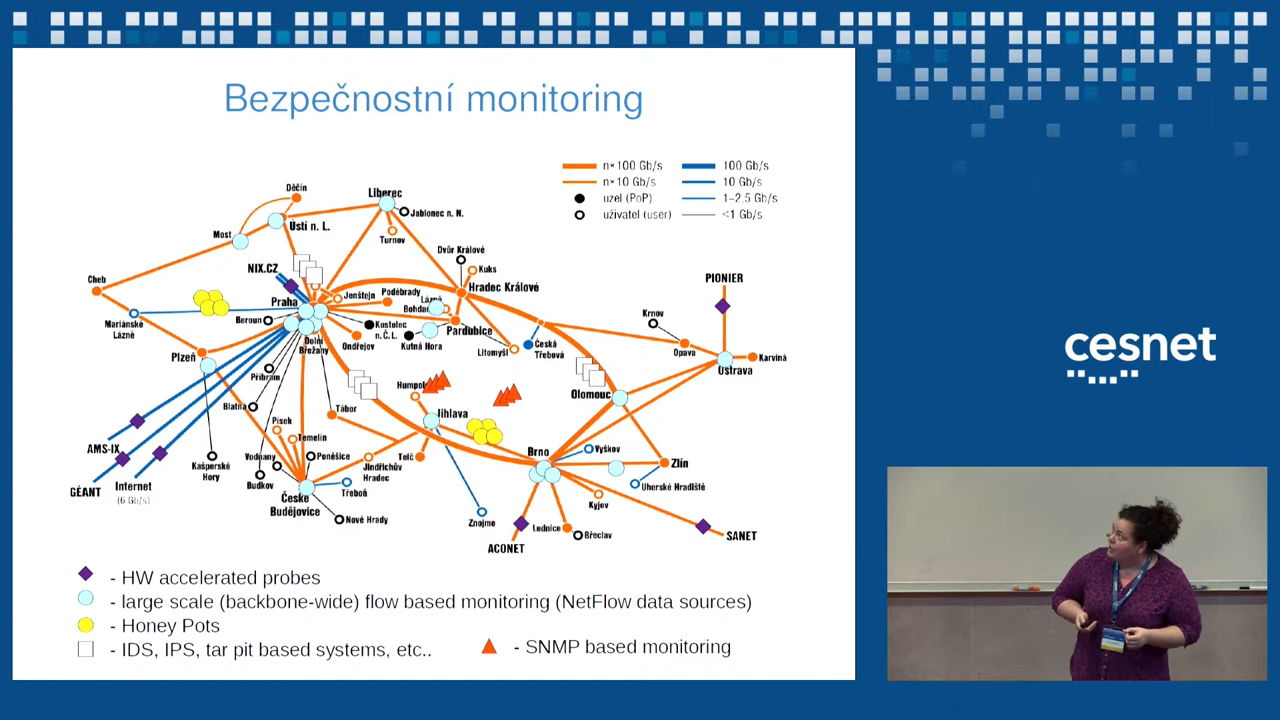 Bezpečnostní monitoring
n×100 Gb/s
100 Gb/s
n×10 Gb/s
10 Gb/s
uzel (PoP)
1–2.5 Gb/s
uživatel (user)
<1 Gb/s
Děčín
Liberec
Jablonec n. N.
Ústí n. L.
Most
Turnov
Dvůr Králové
NIX.CZ
Kuks
PIONIER
Cheb
Hradec Králové
Jenštejn
Poděbrady
Praha
Lázně
Bohdaneč
Mariánské
Lázně
Beroun
Kostelec
n. Č. L.
Pardubice
Krnov
Kutná Hora
Dolní
Břežany
Ondřejov
Litomyšl
Česká
Třebová
Opava
Karviná
Plzeň
Ostrava
Příbram
Humpolec
Olomouc
Blatná
Tábor
Jihlava
Písek
Temelín
AMS-IX
Vodňany
Poněšice
Telč
Brno
Vyškov
Zlín
Kašperské
Hory
Jindřichův
Hradec
GÉANT
Internet
(6 Gb/s)
Budkov
Třeboň
Uherské Hradiště
České
Budějovice
Kyjov
Nové Hrady
Znojmo
Lednice
Břeclav
SANET
ACONET
- HW accelerated probes
- large scale (backbone-wide) flow based monitoring (NetFlow data sources)
- Honey Pots
- IDS, IPS, tar pit based systems, etc..
- SNMP based monitoring
cesnet